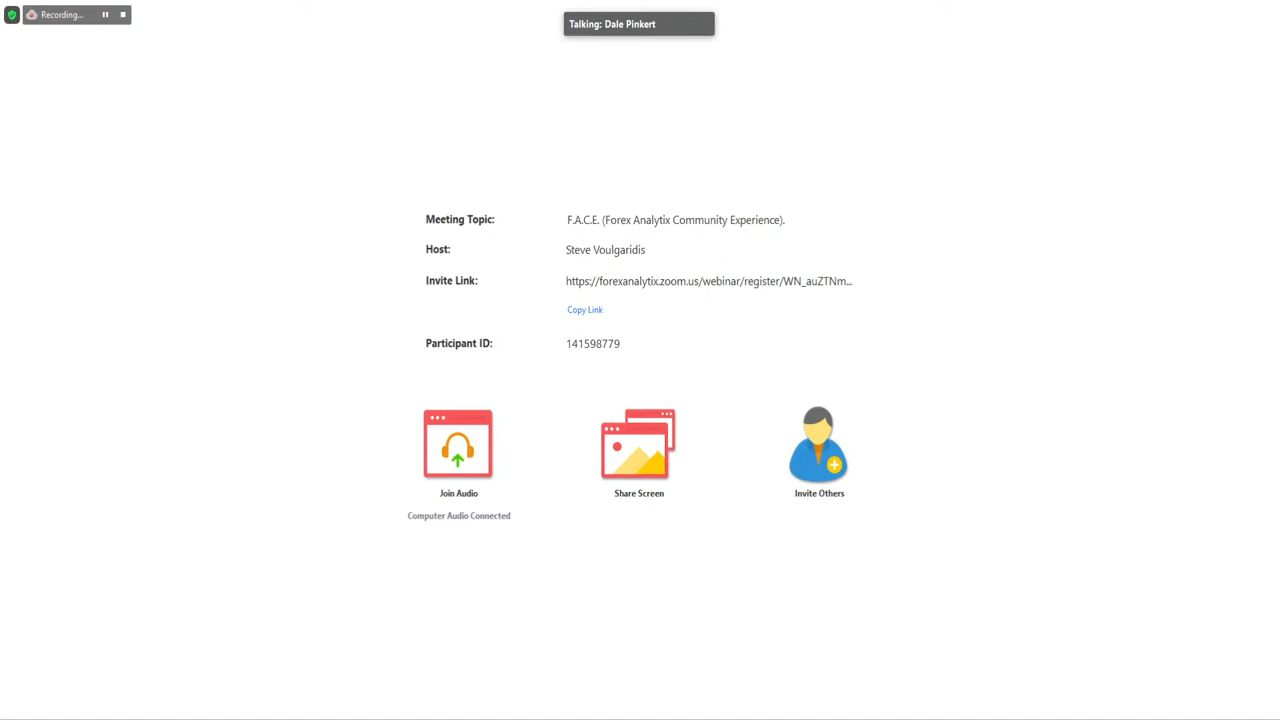 Recording...
Talking: Dale Pinkert
Meeting Topic: F.A.C.E. (Forex Analytix Community Experience).
Host: Steve Voulgaridis
Invite Link: https://forexanalytix.zoom.us/webinar/register/WN_auZTNm...
Copy Link
Participant ID: 141598779
Join Audio Share Screen Invite Others
Computer Audio Connected